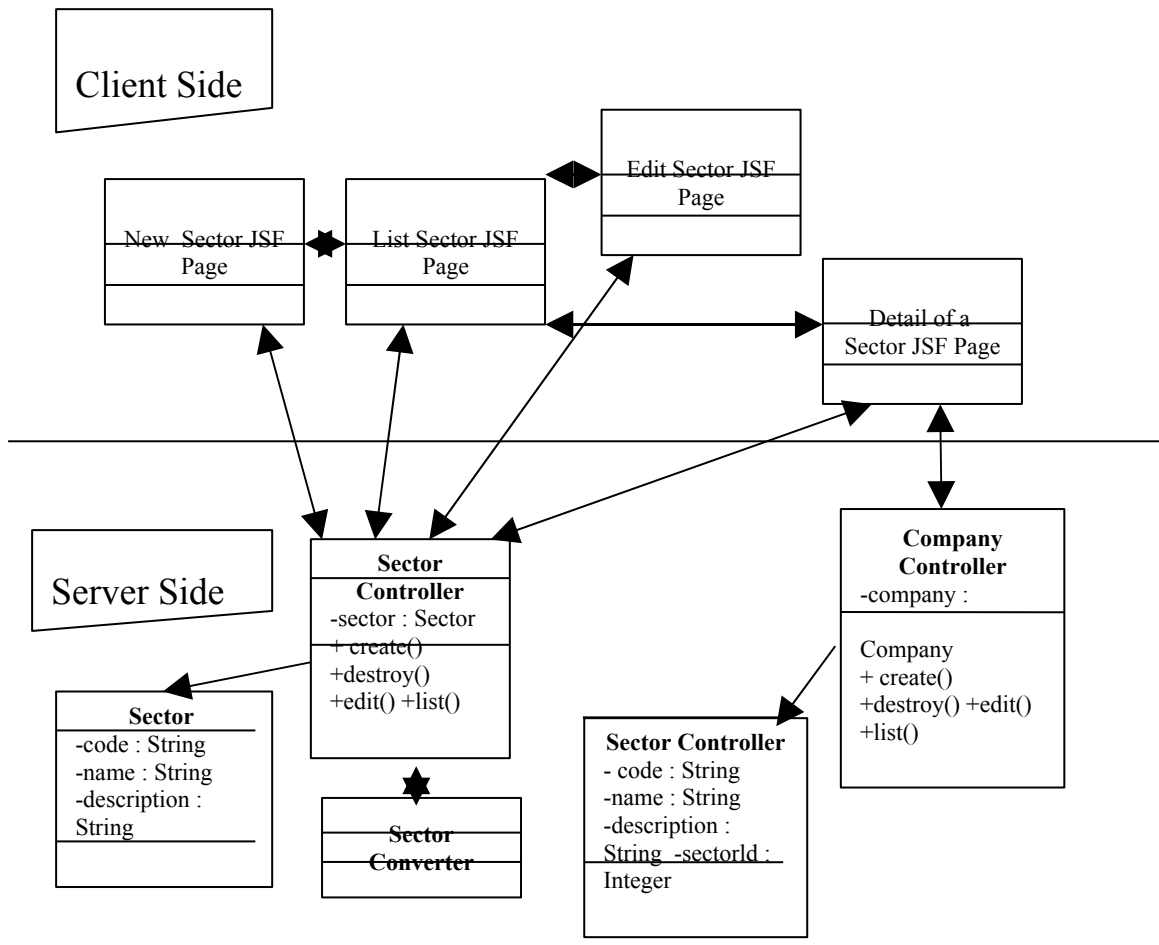 Client Side
Edit Sector JSF
Page
New Sector JSF
Page
List Sector JSF
Page
Detail of a
Sector JSF Page
Server Side
Sector
Controller
-sector : Sector
+ create()
+destroy()
+edit() +list()
Company
Controller
-company :
Company
+ create()
+destroy() +edit()
+list()
Sector
-code : String
-name : String
-description :
String
Sector
Converter
Sector Controller
- code : String
-name : String
-description :
String -sectorId :
Integer